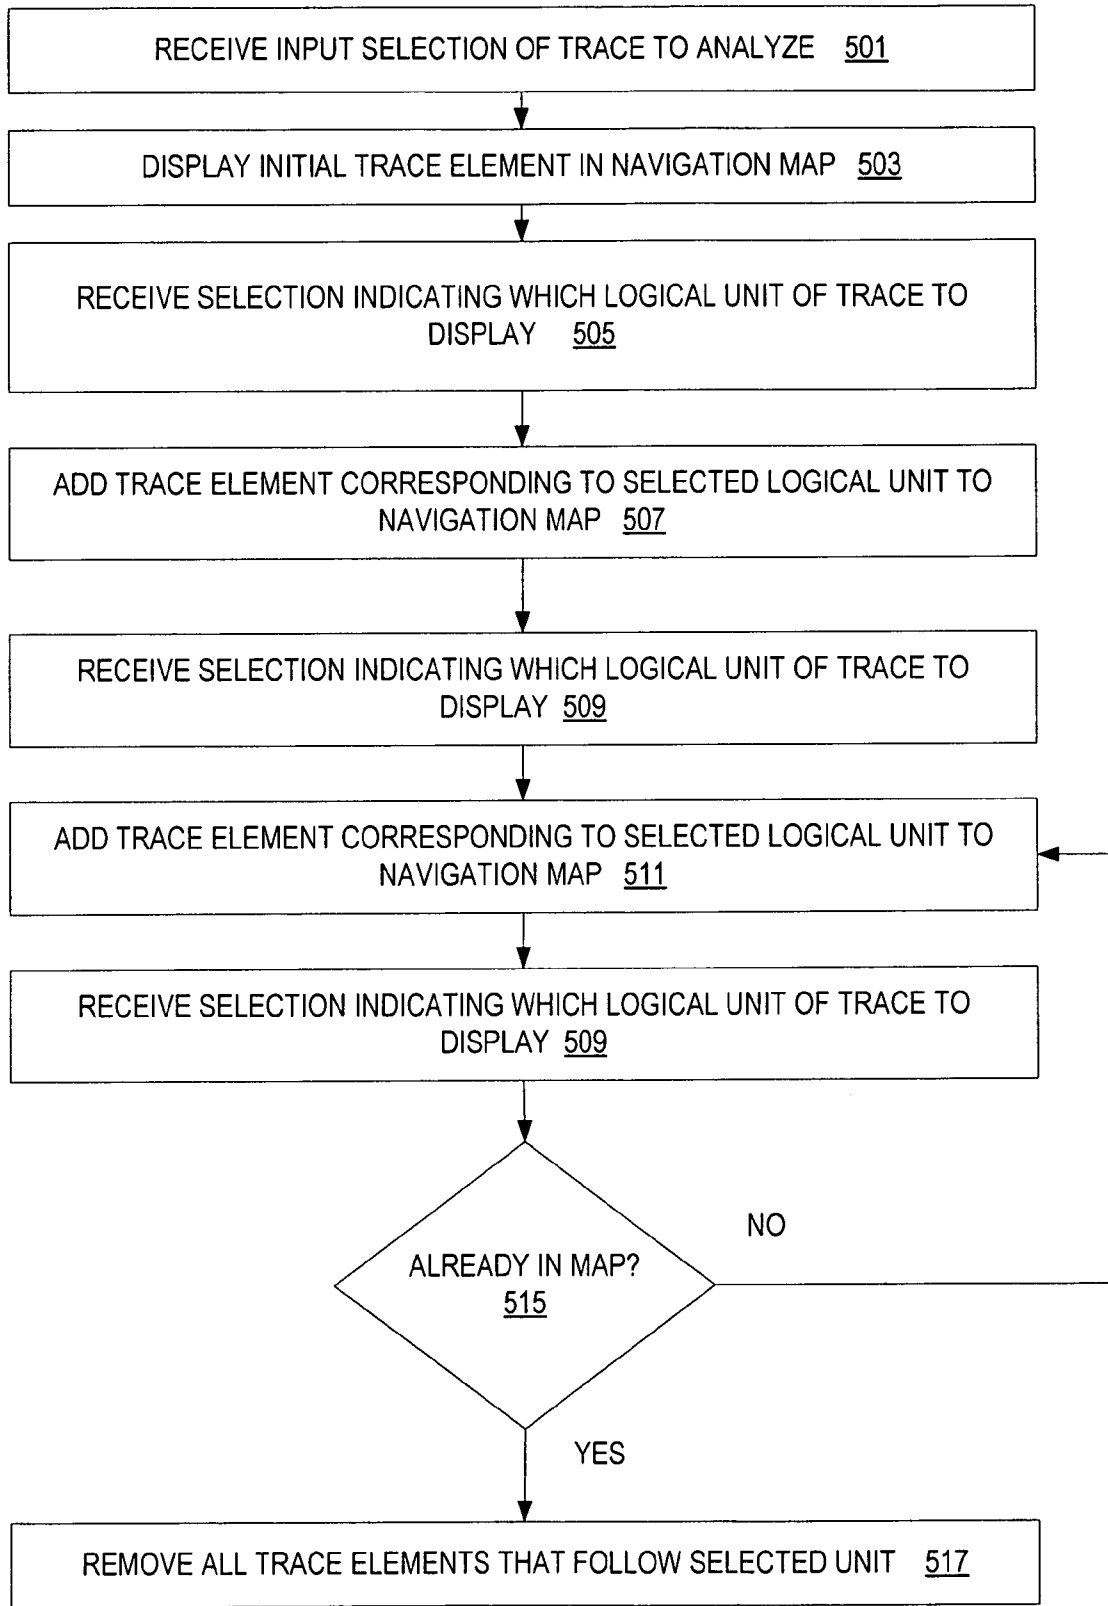 RECEIVE INPUT SELECTION OF TRACE TO ANALYZE 501
DISPLAY INITIAL TRACE ELEMENT IN NAVIGATION MAP 503
RECEIVE SELECTION INDICATING WHICH LOGICAL UNIT OF TRACE TO
DISPLAY 505
ADD TRACE ELEMENT CORRESPONDING TO SELECTED LOGICAL UNIT TO
NAVIGATION MAP 507
RECEIVE SELECTION INDICATING WHICH LOGICAL UNIT OF TRACE TO
DISPLAY 509
ADD TRACE ELEMENT CORRESPONDING TO SELECTED LOGICAL UNIT TO
NAVIGATION MAP 511
RECEIVE SELECTION INDICATING WHICH LOGICAL UNIT OF TRACE TO
DISPLAY 509
NO
ALREADY IN MAP?
515
YES
REMOVE ALL TRACE ELEMENTS THAT FOLLOW SELECTED UNIT 517